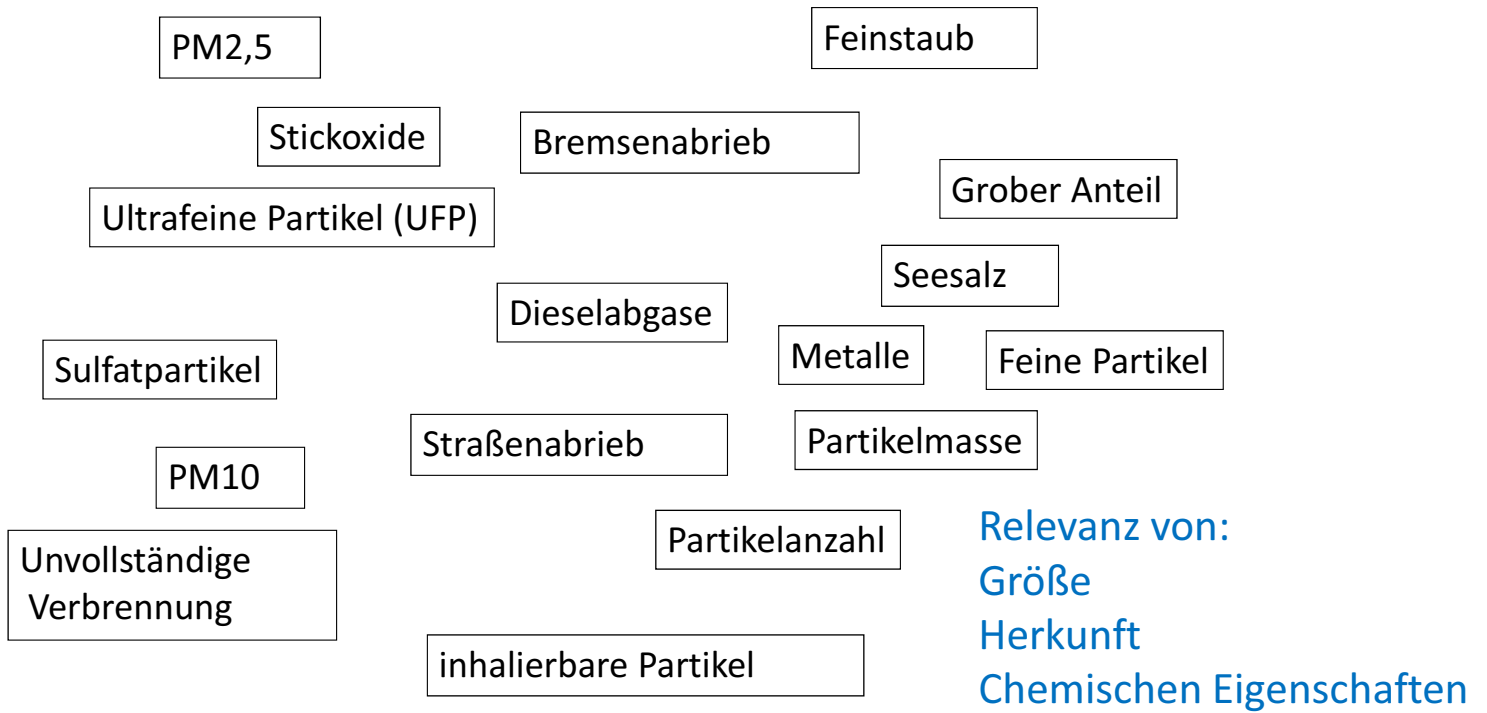 PM2,5
Feinstaub
Stickoxide
Bremsenabrieb
Grober Anteil
Ultrafeine Partikel (UFP)
Seesalz
Dieselabgase
Metalle
Feine Partikel
Sulfatpartikel
Straßenabrieb
Partikelmasse
PM10
Partikelanzahl
Unvollständige
Verbrennung
inhalierbare Partikel
Relevanz von:
Größe
Herkunft
Chemischen Eigenschaften